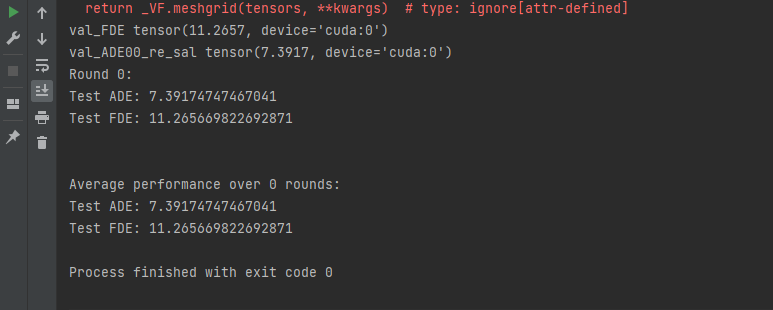 return _VF.meshgrid(tensors, **kwargs)  # type: ignore[attr-defined]
val_FDE tensor(11.2657, device='cuda:0')
val_ADE00_re_sal tensor(7.3917, device='cuda:0')
Round 0:
Test ADE: 7.39174747467041
Test FDE: 11.265669822692871
Average performance over 0 rounds:
Test ADE: 7.39174747467041
Test FDE: 11.265669822692871
Process finished with exit code 0